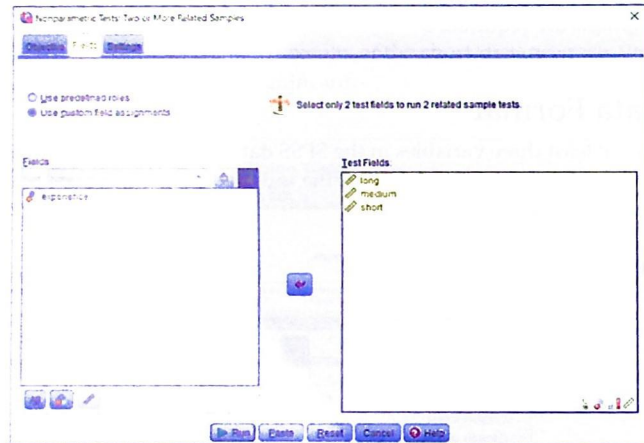 Nonparametric Tests: Two or More Related Samples
Objective Fields Settings
Use predefined roles
Use custom field assignments
Select only 2 test fields to run 2 related sample tests.
Fields
Test Fields
experience
long
medium
short
All
Run Paste Reset Cancel Help